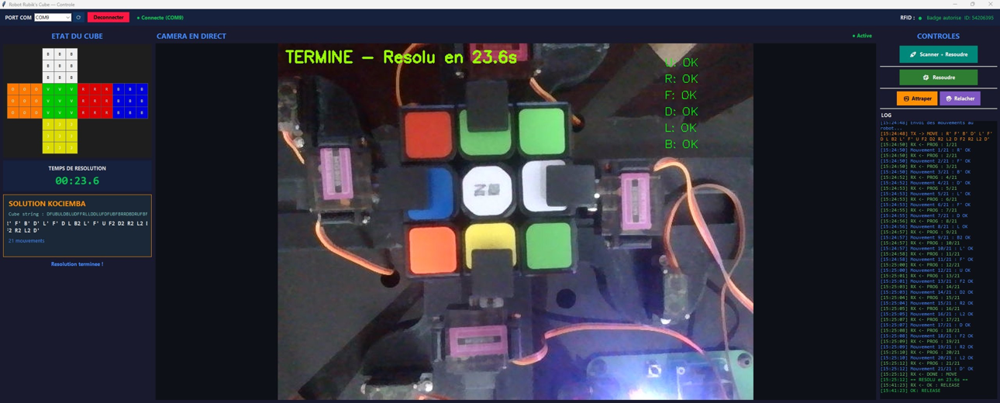 Robot Rubik's Cube — Controle
PORT COM COM9 Deconnecter ● Connecte (COM9) RFID : ● Badge autorise ID: 54206395
ETAT DU CUBE
B B B
B B B
B B B
O O O V V V R R R B B B
O O O V V V R R R B B B
O O O V V V R R R B B B
J J J
J J J
J J J
TEMPS DE RESOLUTION
00:23.6
SOLUTION KOCIEMBA
F' B' D' L' F' D L B2 L' F' U F2 D2 R2 L2
R2 L2 D'
21 mouvements
Resolution terminee !
CAMERA EN DIRECT ● Active
TERMINE — Resolu en 23.6s
OK
R: OK
F: OK
D: OK
L: OK
B: OK
CONTROLES
Scanner + Resoudre
Resoudre
Attraper Relacher
LOG
[15:24:48] Envoi des mouvements au
robot...
[15:24:48] TX -> MOVE : R' F' B' D' L' F'
D L B2 L' F' U F2 D2 R2 L2 D F2 R2 L2 D'
[15:24:50] RX <- PROG : 1/21
[15:24:50] Mouvement 1/21 : R' OK
[15:24:50] RX <- PROG : 2/21
[15:24:50] Mouvement 2/21 : F' OK
[15:24:50] RX <- PROG : 3/21
[15:24:50] Mouvement 3/21 : B' OK
[15:24:52] RX <- PROG : 4/21
[15:24:52] Mouvement 4/21 : D' OK
[15:24:53] RX <- PROG : 5/21
[15:24:53] Mouvement 5/21 : L' OK
[15:24:53] RX <- PROG : 6/21
[15:24:53] Mouvement 6/21 : F' OK
[15:24:55] RX <- PROG : 7/21
[15:24:55] Mouvement 7/21 : D OK
[15:24:56] RX <- PROG : 8/21
[15:24:56] Mouvement 8/21 : L OK
[15:24:57] RX <- PROG : 9/21
[15:24:57] Mouvement 9/21 : B2 OK
[15:24:57] RX <- PROG : 10/21
[15:24:57] Mouvement 10/21 : L' OK
[15:24:58] RX <- PROG : 11/21
[15:24:58] Mouvement 11/21 : F' OK
[15:25:00] RX <- PROG : 12/21
[15:25:00] Mouvement 12/21 : U OK
[15:25:01] RX <- PROG : 13/21
[15:25:01] Mouvement 13/21 : F2 OK
[15:25:03] RX <- PROG : 14/21
[15:25:03] Mouvement 14/21 : D2 OK
[15:25:04] RX <- PROG : 15/21
[15:25:04] Mouvement 15/21 : R2 OK
[15:25:05] RX <- PROG : 16/21
[15:25:05] Mouvement 16/21 : L2 OK
[15:25:07] RX <- PROG : 17/21
[15:25:07] Mouvement 17/21 : D OK
[15:25:08] RX <- PROG : 18/21
[15:25:08] Mouvement 18/21 : F2 OK
[15:25:09] RX <- PROG : 19/21
[15:25:09] Mouvement 19/21 : R2 OK
[15:25:10] RX <- PROG : 20/21
[15:25:10] Mouvement 20/21 : L2 OK
[15:25:12] RX <- PROG : 21/21
[15:25:12] Mouvement 21/21 : D' OK
[15:25:12] RX <- DONE : MOVE
[15:25:12] == RESOLU en 23.6s ==
[15:41:23] RX <- OK : RELEASE
[15:41:23] OK: RELEASE